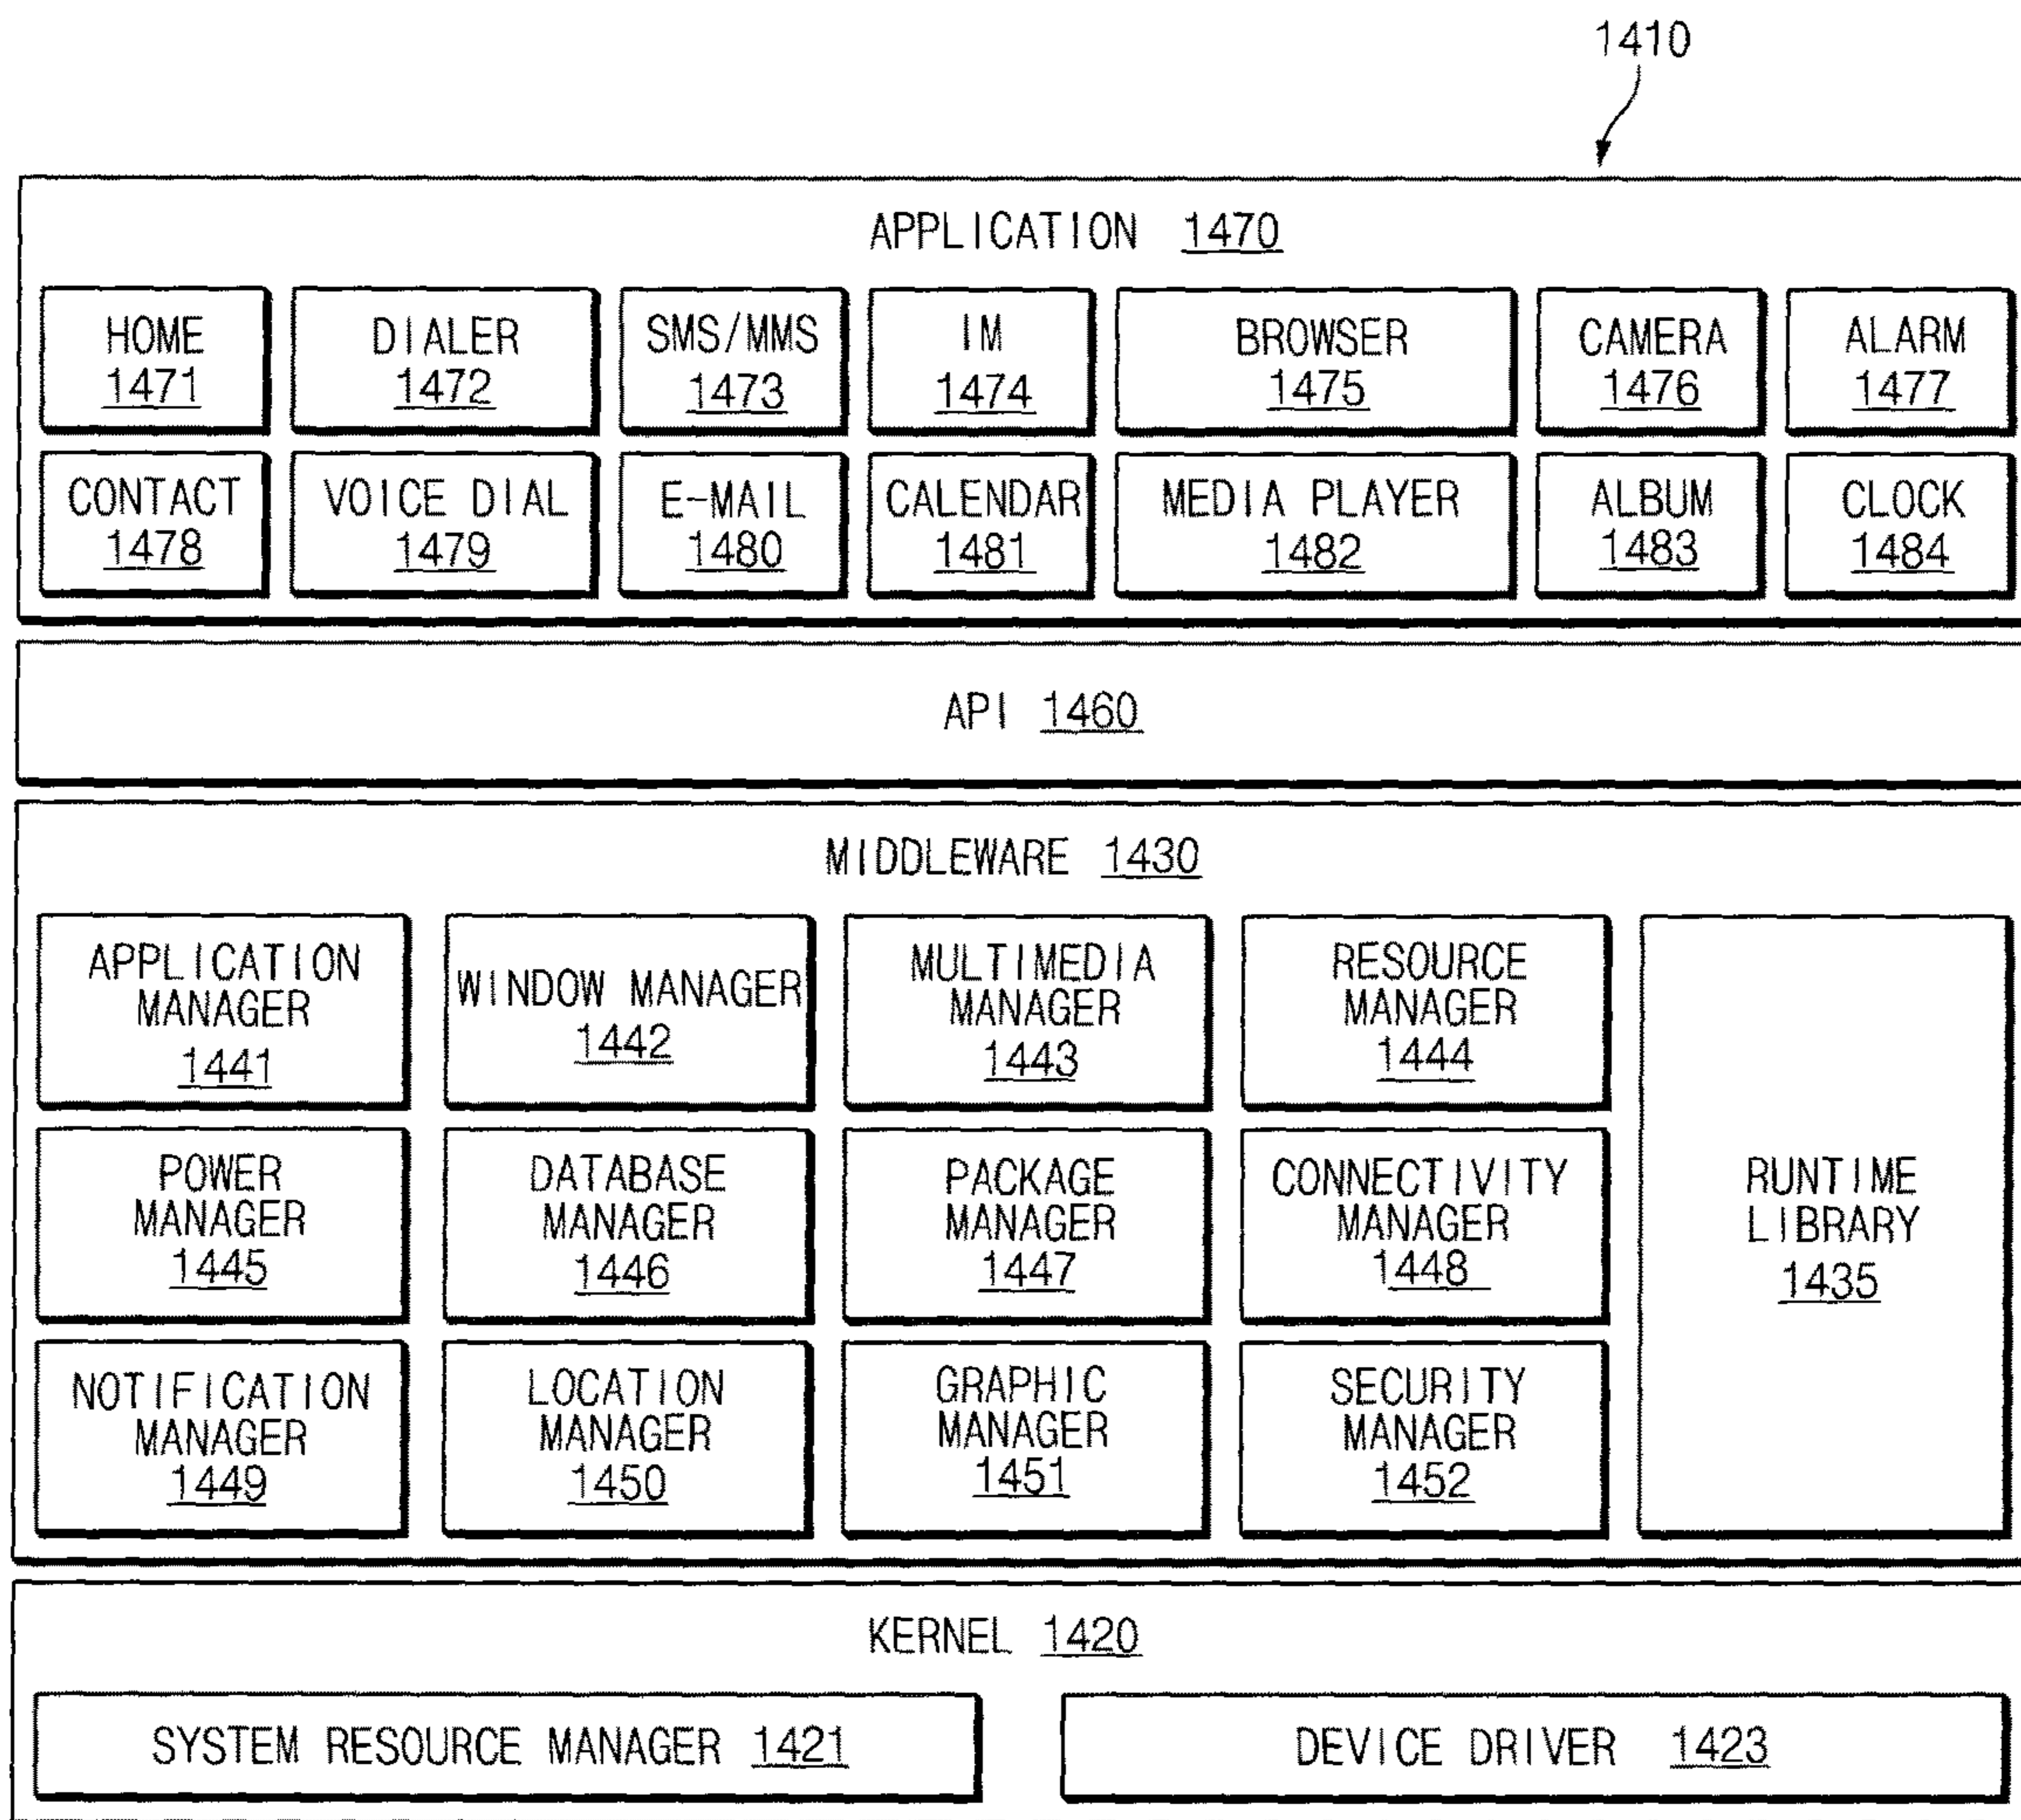 1410
APPLICATION 1470
HOME
1471
DIALER
1472
SMS/MMS
1473
IM
1474
BROWSER
1475
CAMERA
1476
ALARM
1477
CONTACT
1478
VOICE DIAL
1479
E-MAIL
1480
CALENDAR
1481
MEDIA PLAYER
1482
ALBUM
1483
CLOCK
1484
API 1460
MIDDLEWARE 1430
APPLICATION
MANAGER
1441
WINDOW MANAGER
1442
MULTIMEDIA
MANAGER
1443
RESOURCE
MANAGER
1444
POWER
MANAGER
1445
DATABASE
MANAGER
1446
PACKAGE
MANAGER
1447
CONNECTIVITY
MANAGER
1448
RUNTIME
LIBRARY
1435
NOTIFICATION
MANAGER
1449
LOCATION
MANAGER
1450
GRAPHIC
MANAGER
1451
SECURITY
MANAGER
1452
KERNEL 1420
SYSTEM RESOURCE MANAGER 1421
DEVICE DRIVER 1423